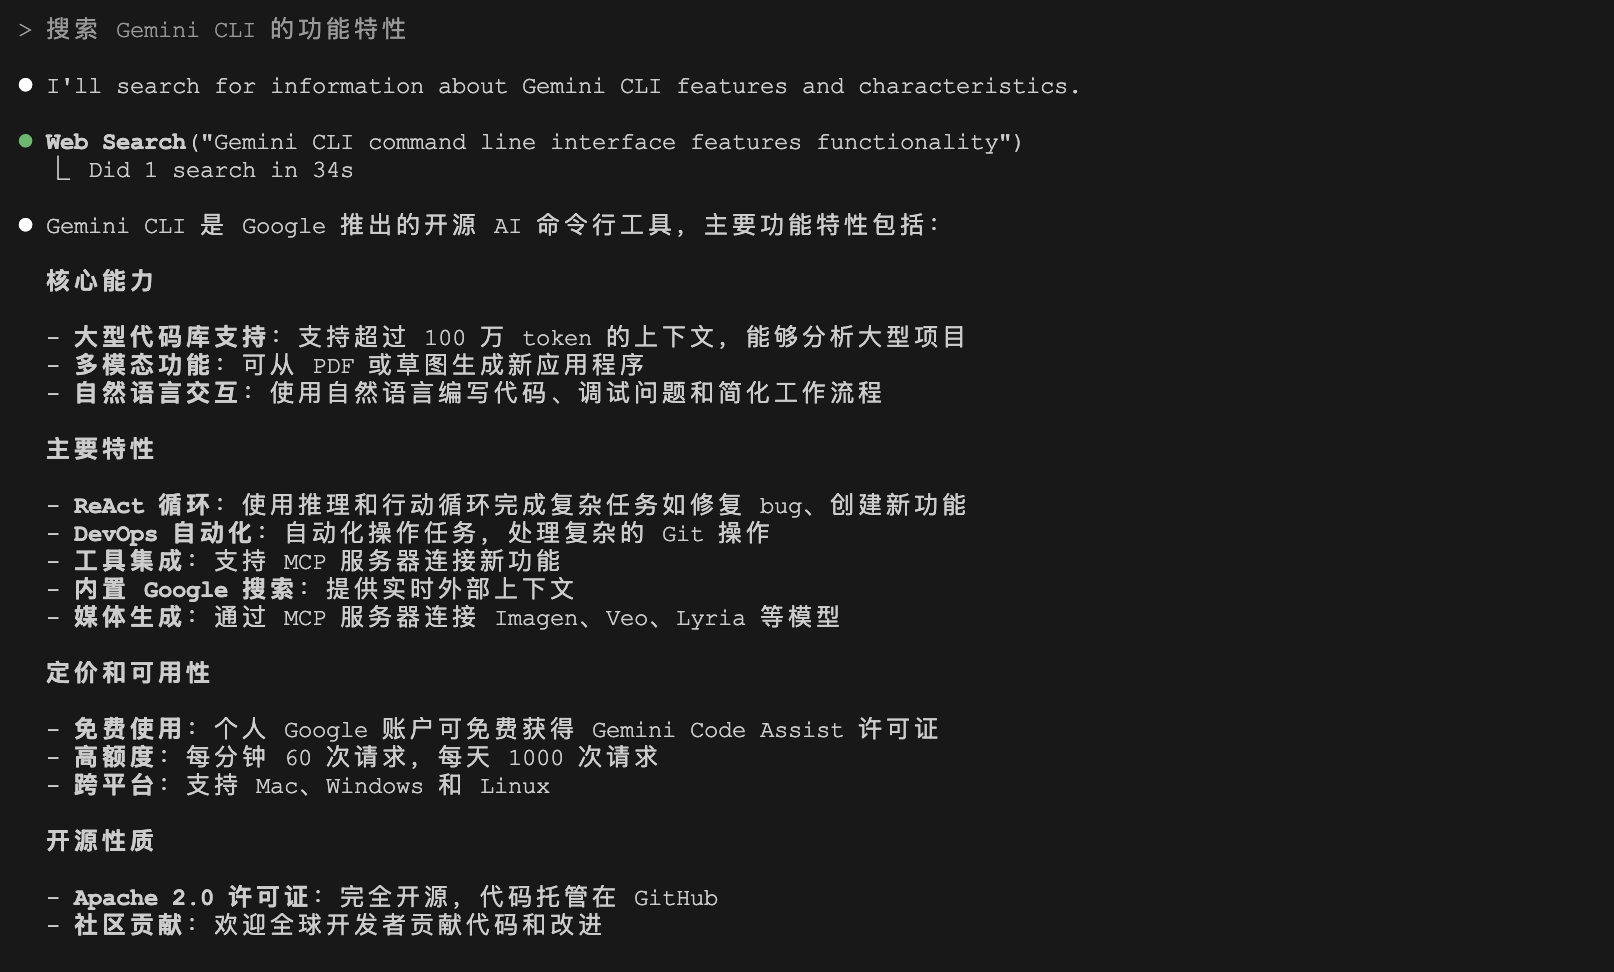 > 搜索 Gemini CLI 的功能特性
● I'll search for information about Gemini CLI features and characteristics.
● Web Search("Gemini CLI command line interface features functionality")
⎿ Did 1 search in 34s
● Gemini CLI 是 Google 推出的开源 AI 命令行工具，主要功能特性包括：
核心能力
- 大型代码库支持：支持超过 100 万 token 的上下文，能够分析大型项目
- 多模态功能：可从 PDF 或草图生成新应用程序
- 自然语言交互：使用自然语言编写代码、调试问题和简化工作流程
主要特性
- ReAct 循环：使用推理和行动循环完成复杂任务如修复 bug、创建新功能
- DevOps 自动化：自动化操作任务，处理复杂的 Git 操作
- 工具集成：支持 MCP 服务器连接新功能
- 内置 Google 搜索：提供实时外部上下文
- 媒体生成：通过 MCP 服务器连接 Imagen、Veo、Lyria 等模型
定价和可用性
- 免费使用：个人 Google 账户可免费获得 Gemini Code Assist 许可证
- 高额度：每分钟 60 次请求，每天 1000 次请求
- 跨平台：支持 Mac、Windows 和 Linux
开源性质
- Apache 2.0 许可证：完全开源，代码托管在 GitHub
- 社区贡献：欢迎全球开发者贡献代码和改进